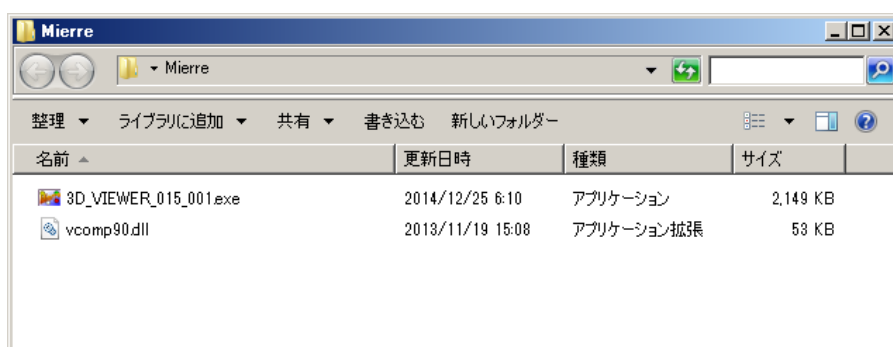 Mierre
Mierre
整理 ライブラリに追加 共有 書き込む 新しいフォルダー
名前 更新日時 種類 サイズ
3D_VIEWER_015_001.exe 2014/12/25 6:10 アプリケーション 2,149 KB
vcomp90.dll 2013/11/19 15:08 アプリケーション拡張 53 KB